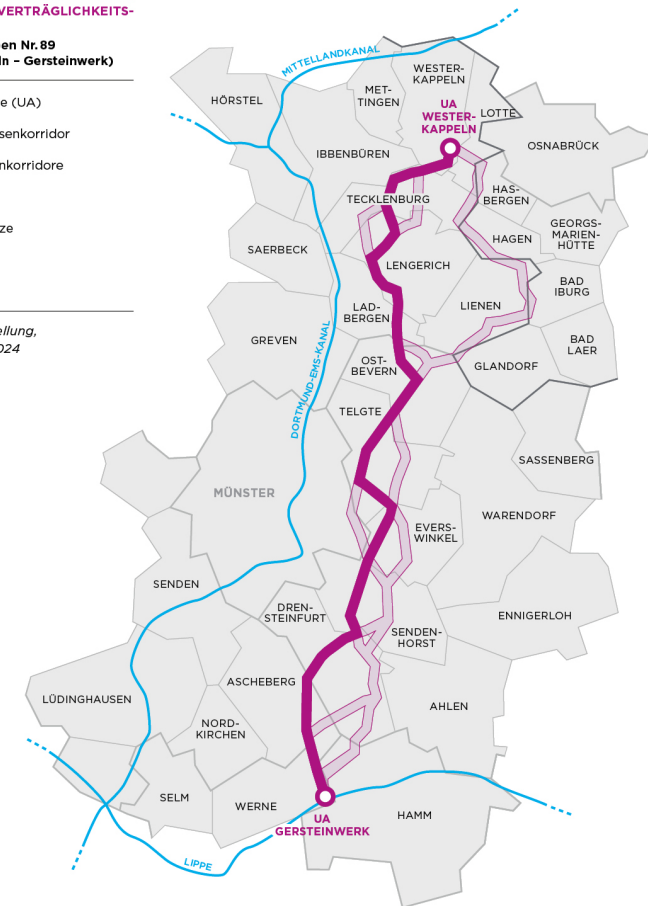 VERTRÄGLICHKEITS-
en Nr. 89
ln – Gersteinwerk)
e (UA)
senkorridor
nkorridore
ze
ellung,
024
MITTELLANDKANAL
WESTER-
KAPPELN
MET-
TINGEN
HÖRSTEL
UA
WESTER-
KAPPELN
LOTTE
OSNABRÜCK
IBBENBÜREN
TECKLENBURG
HAS-
BERGEN
GEORGS-
MARIEN-
HÜTTE
HAGEN
SAERBECK
LENGERICH
BAD
IBURG
LIENEN
LAD-
BERGEN
GREVEN
BAD
LAER
OST-
BEVERN
GLANDORF
DORTMUND-EMS-KANAL
TELGTE
SASSENBERG
MÜNSTER
WARENDORF
EVERS-
WINKEL
SENDEN
DREN-
STEINFURT
ENNIGERLOH
SENDEN-
HORST
ASCHEBERG
LÜDINGHAUSEN
AHLEN
NORD-
KIRCHEN
SELM
WERNE
HAMM
UA
GERSTEINWERK
LIPPE